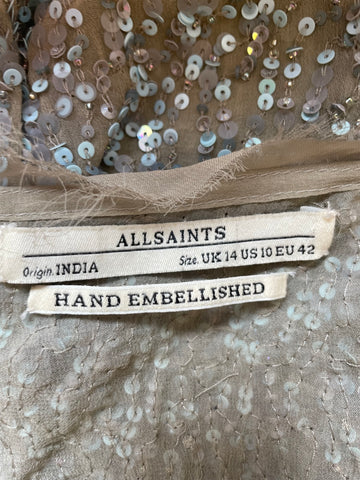 ALLSAINTS
Origin. INDIA Size. UK 14 US 10 EU 42
HAND EMBELLISHED